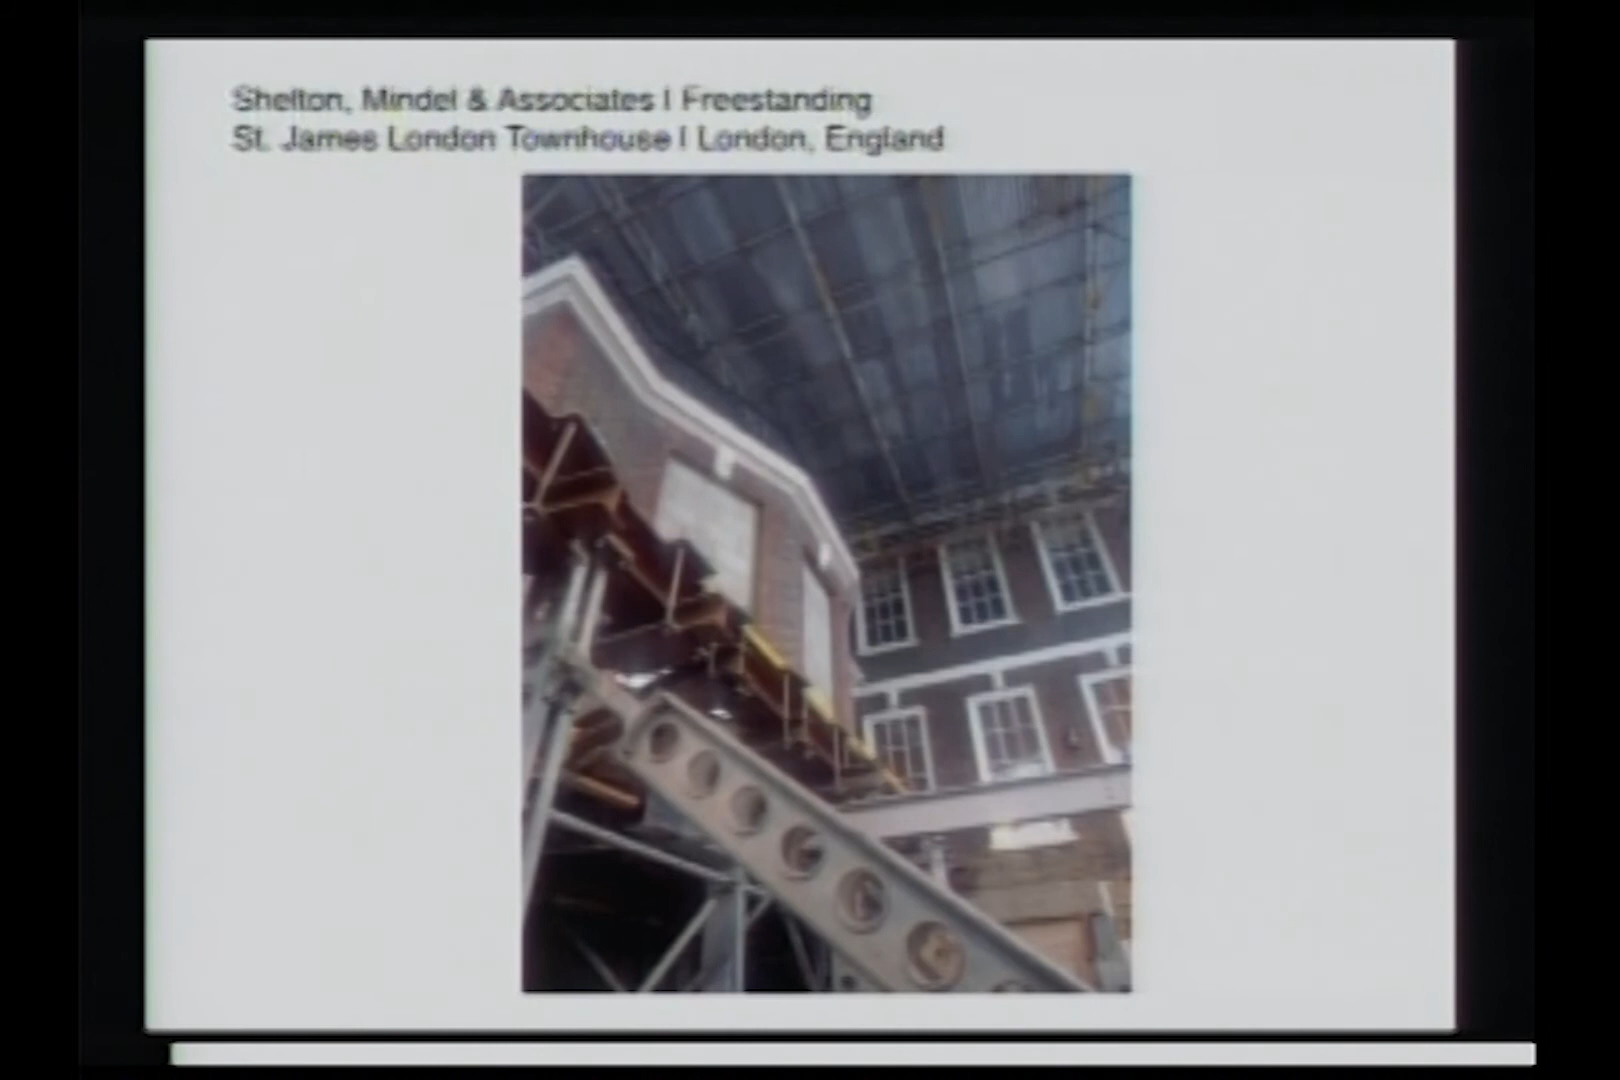 Shelton, Mindel & Associates | Freestanding
St. James London Townhouse | London, England